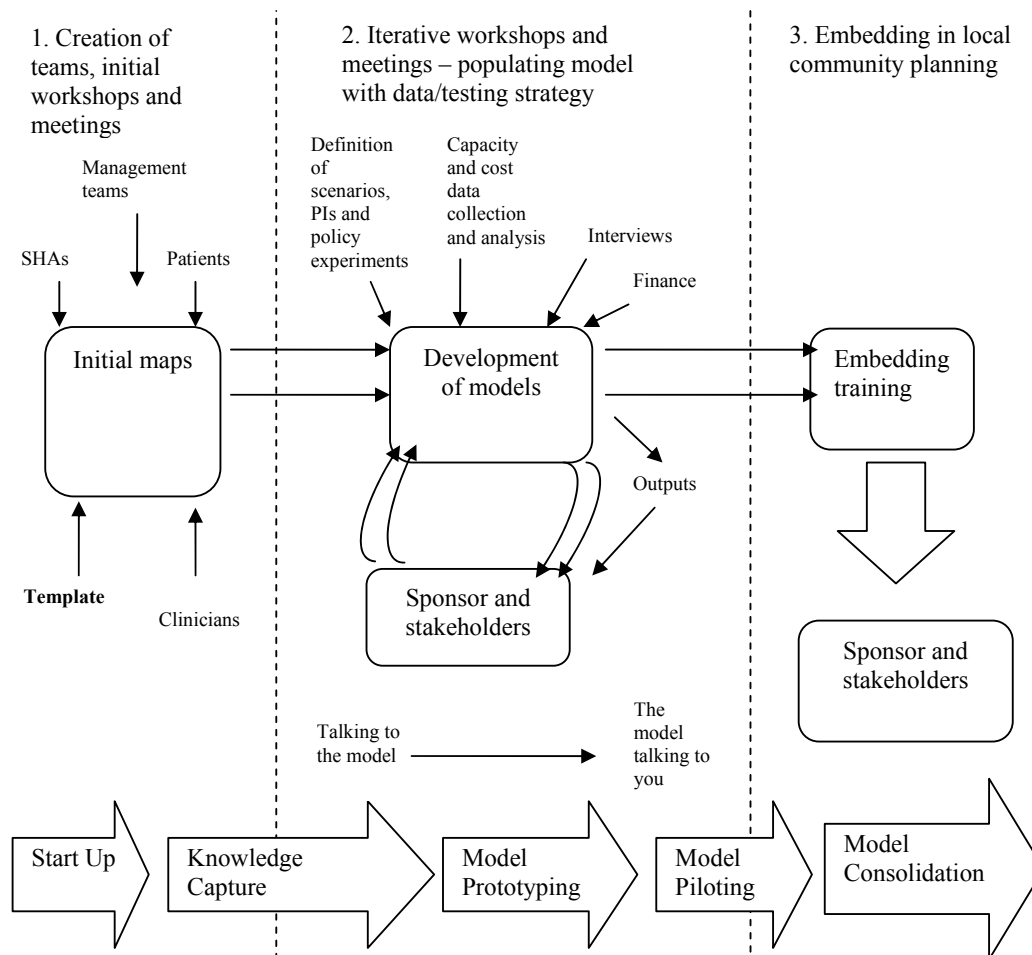 1. Creation of
teams, initial
workshops and
meetings
2. Iterative workshops and
meetings – populating model
with data/testing strategy
3. Embedding in local
community planning
Management
teams
SHAs
Patients
Initial maps
Template
Clinicians
Definition
of
scenarios,
PIs and
policy
experiments
Capacity
and cost
data
collection
and analysis
Interviews
Finance
Development
of models
Outputs
Sponsor and
stakeholders
Embedding
training
Sponsor and
stakeholders
Talking to
the model
The
model
talking to
you
Start Up
Knowledge
Capture
Model
Prototyping
Model
Piloting
Model
Consolidation